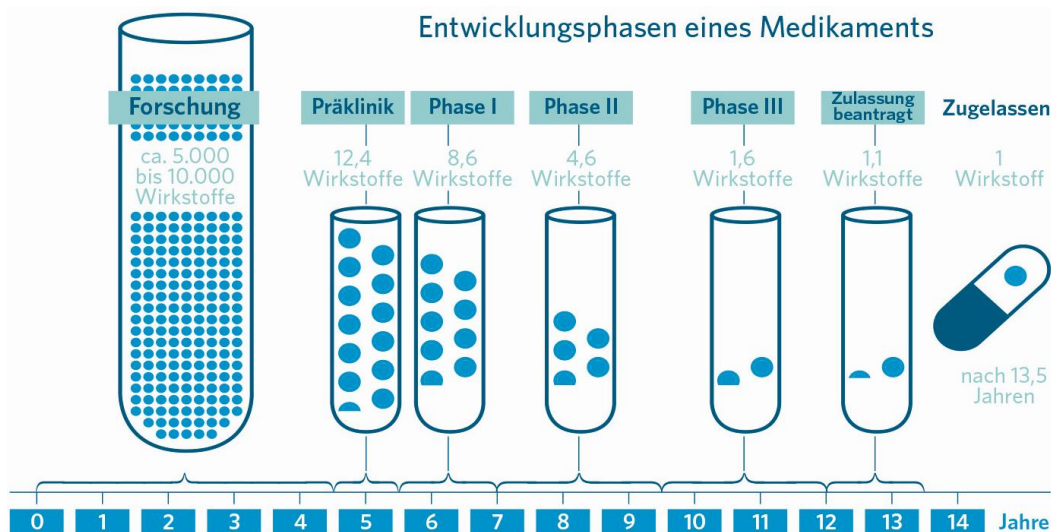 Entwicklungsphasen eines Medikaments
Forschung
ca. 5.000
bis 10.000
Wirkstoffe
Präklinik
12,4
Wirkstoffe
Phase I
8,6
Wirkstoffe
Phase II
4,6
Wirkstoffe
Phase III
1,6
Wirkstoffe
Zulassung
beantragt
1,1
Wirkstoffe
Zugelassen
1
Wirkstoff
nach 13,5
Jahren
0 1 2 3 4 5 6 7 8 9 10 11 12 13 14 Jahre